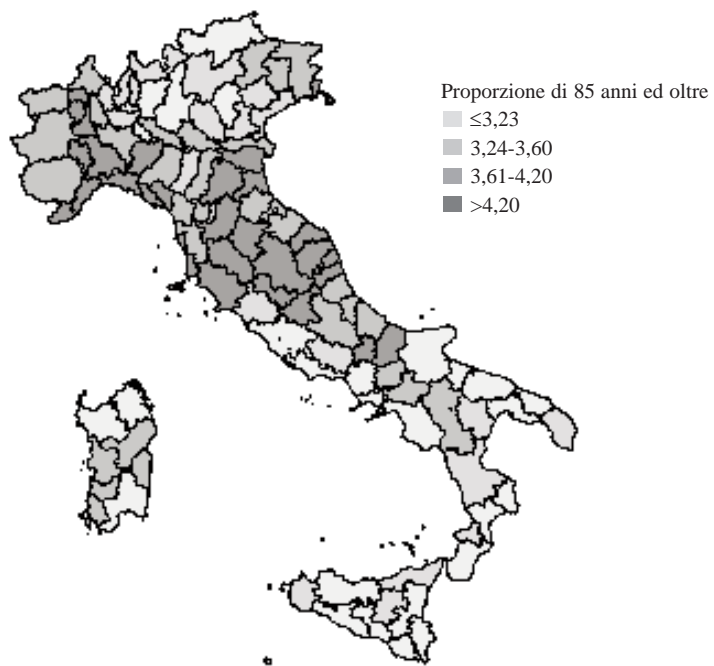 Proporzione di 85 anni ed oltre
≤3,23
3,24-3,60
3,61-4,20
>4,20